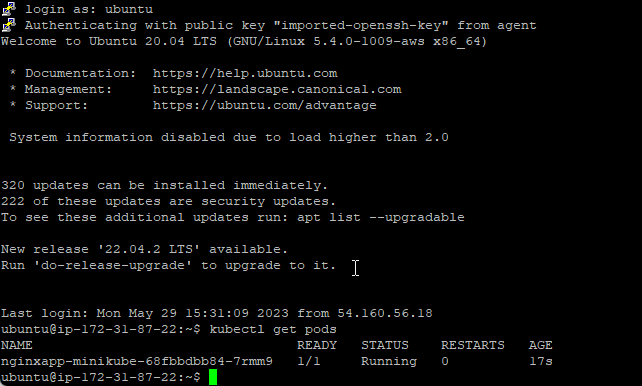 login as: ubuntu
Authenticating with public key "imported-openssh-key" from agent
Welcome to Ubuntu 20.04 LTS (GNU/Linux 5.4.0-1009-aws x86_64)
* Documentation:  https://help.ubuntu.com
* Management:     https://landscape.canonical.com
* Support:        https://ubuntu.com/advantage
System information disabled due to load higher than 2.0
320 updates can be installed immediately.
222 of these updates are security updates.
To see these additional updates run: apt list --upgradable
New release '22.04.2 LTS' available.
Run 'do-release-upgrade' to upgrade to it.
Last login: Mon May 29 15:31:09 2023 from 54.160.56.18
ubuntu@ip-172-31-87-22:~$ kubectl get pods
NAME                                 READY   STATUS    RESTARTS   AGE
nginxapp-minikube-68fbbdbb84-7rmm9   1/1     Running   0          17s
ubuntu@ip-172-31-87-22:~$